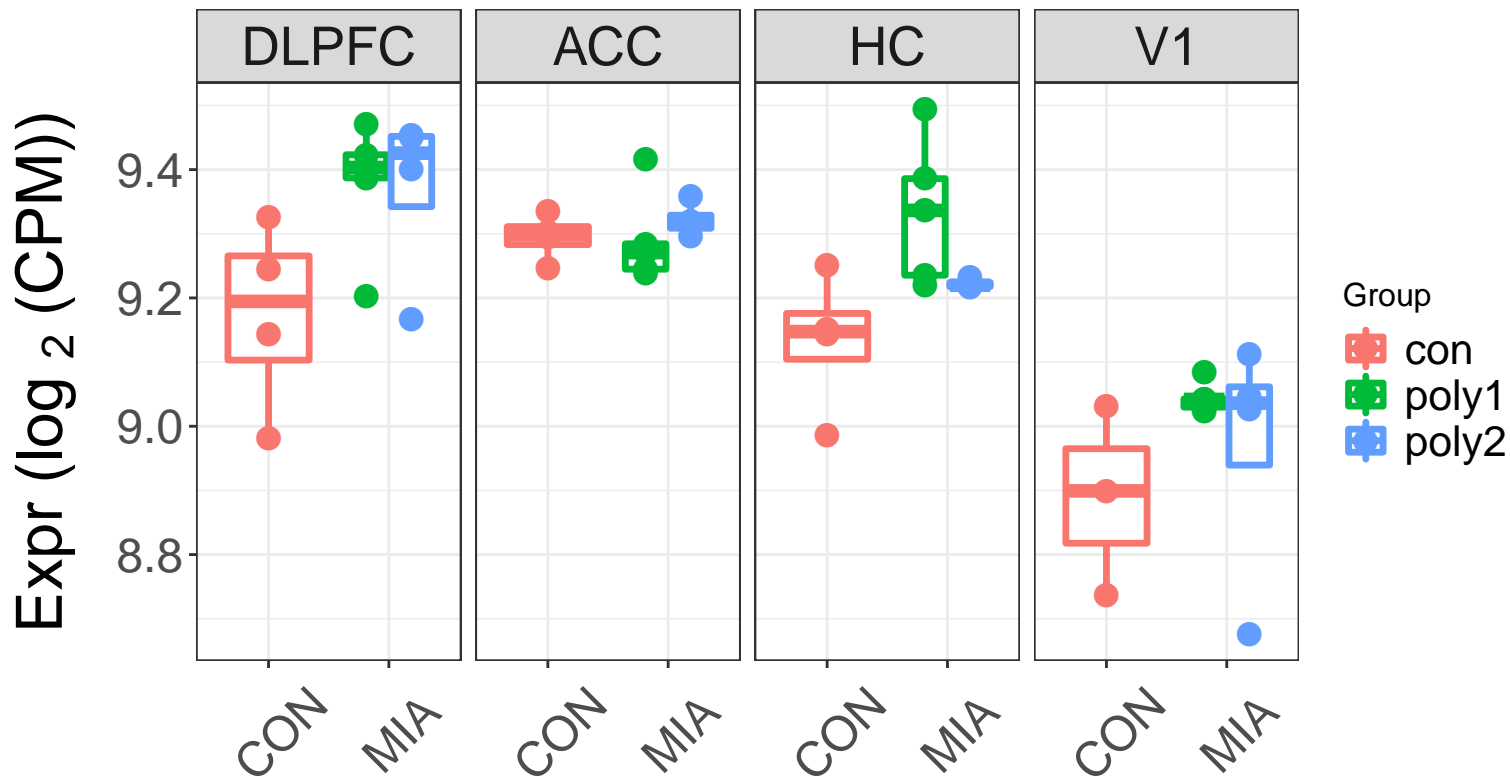 DLPFC ACC HC V1
Expr (log 2 (CPM))
9.4
9.2
9.0
8.8
CON MIA CON MIA CON MIA CON MIA
Group
con
poly1
poly2